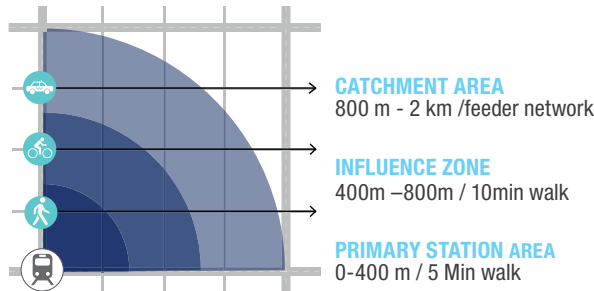 CATCHMENT AREA
800 m - 2 km /feeder network
INFLUENCE ZONE
400m –800m / 10min walk
PRIMARY STATION AREA
0-400 m / 5 Min walk